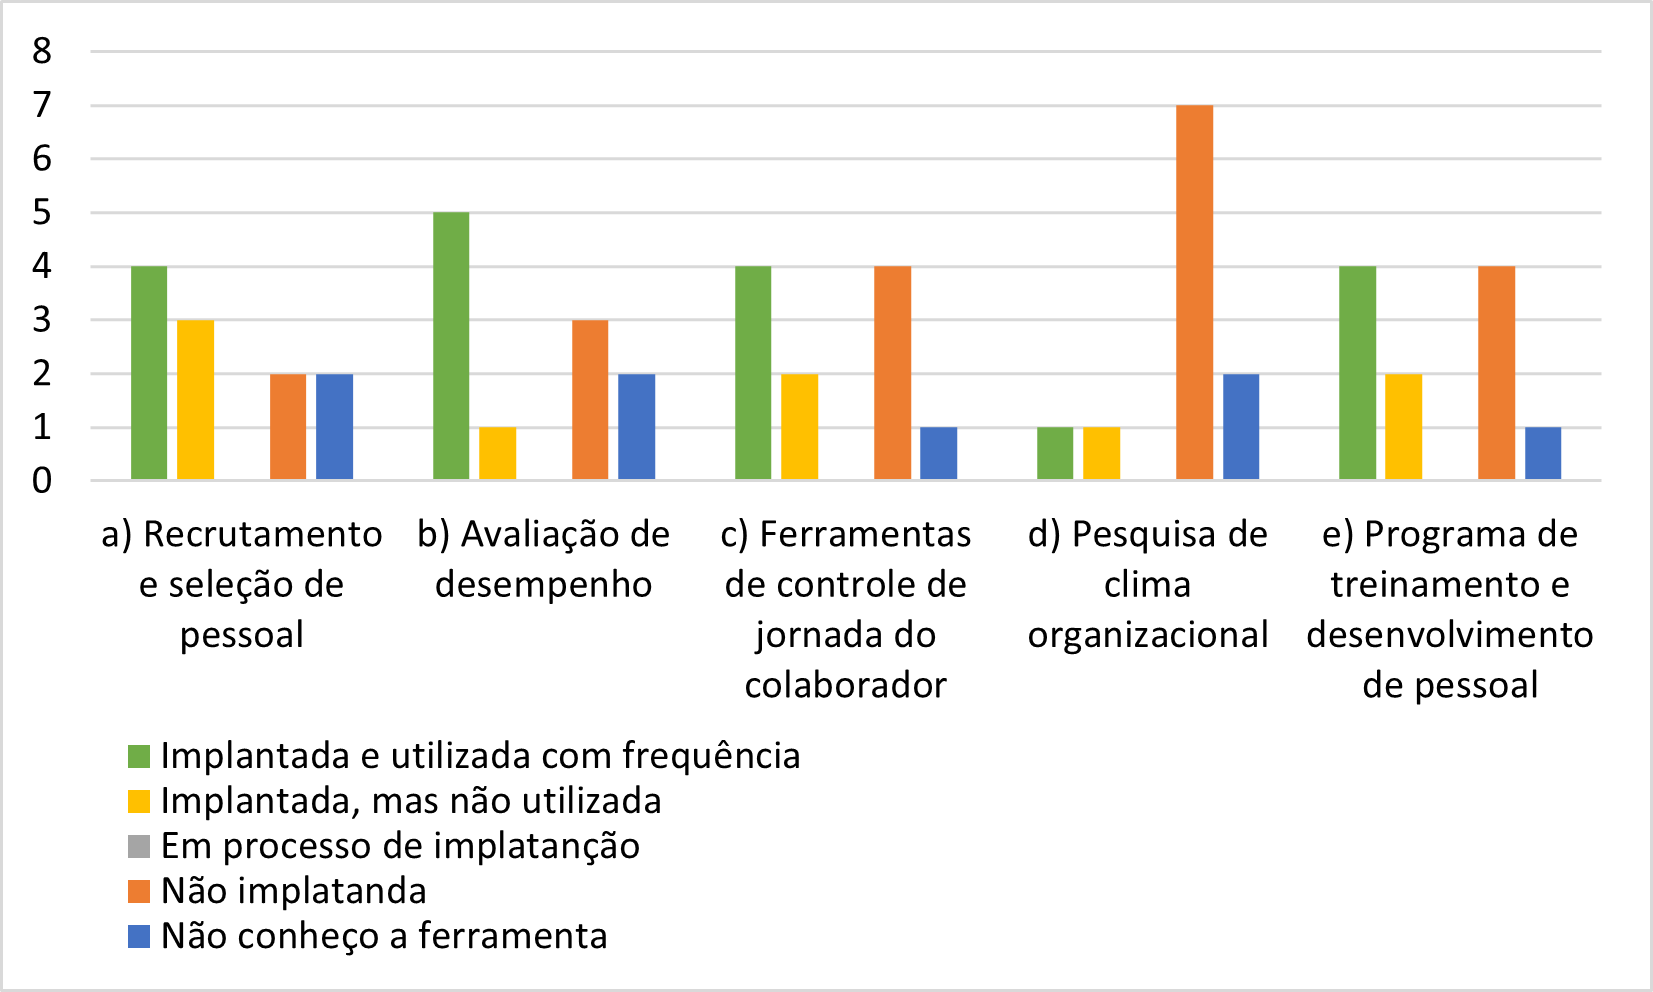 8
7
6
5
4
3
2
1
0
a) Recrutamento
e seleção de
pessoal
b) Avaliação de
desempenho
c) Ferramentas
de controle de
jornada do
colaborador
d) Pesquisa de
clima
organizacional
e) Programa de
treinamento e
desenvolvimento
de pessoal
Implantada e utilizada com frequência
Implantada, mas não utilizada
Em processo de implatanção
Não implatanda
Não conheço a ferramenta